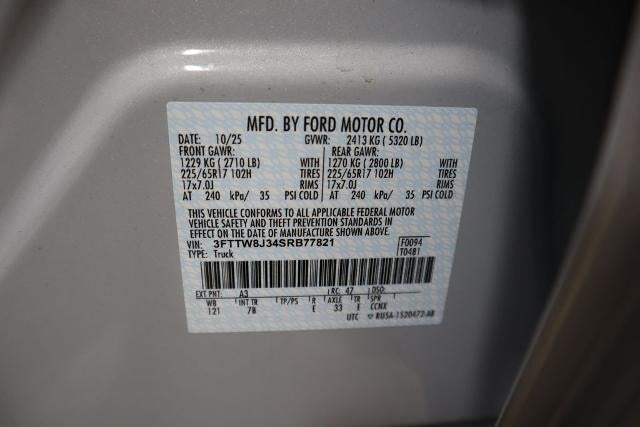 MFD. BY FORD MOTOR CO.
DATE: 10/25 GVWR: 2413 KG ( 5320 LB)
FRONT GAWR: REAR GAWR:
1229 KG ( 2710 LB) WITH 1270 KG ( 2800 LB) WITH
225/65R17 102H TIRES 225/65R17 102H TIRES
17x7.0J RIMS 17x7.0J RIMS
AT 240 kPa/ 35 PSI COLD AT 240 kPa/ 35 PSI COLD
THIS VEHICLE CONFORMS TO ALL APPLICABLE FEDERAL MOTOR
VEHICLE SAFETY AND THEFT PREVENTION STANDARDS IN
EFFECT ON THE DATE OF MANUFACTURE SHOWN ABOVE.
VIN: 3FTTW8J34SRB77821 F0094
TYPE: Truck T0481
EXT PNT: A3 RC: 47 DSO:
WB INT TR TP/PS R AXLE TR SPR
121 7B E 33 E CCNX
UTC RU5A-1520472-AB